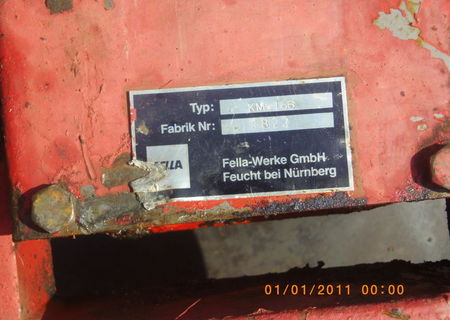 Typ:
Fabrik Nr:
FELLA
Fella-Werke GmbH
Feucht bei Nürnberg
01/01/2011 00:00